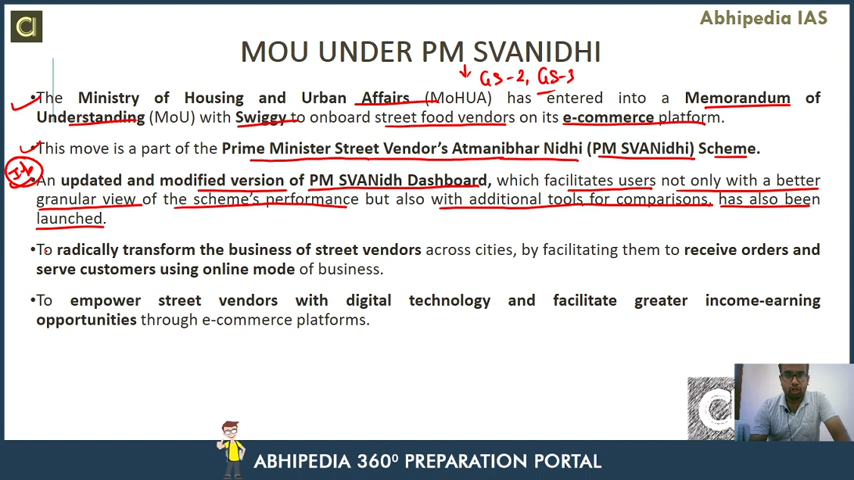 Abhipedia IAS
MOU UNDER PM SVANIDHI
GS-2, GS-3
•The Ministry of Housing and Urban Affairs (MoHUA) has entered into a Memorandum of
Understanding (MoU) with Swiggy to onboard street food vendors on its e-commerce platform.
•This move is a part of the Prime Minister Street Vendor's Atmanibhar Nidhi (PM SVANidhi) Scheme.
•An updated and modified version of PM SVANidh Dashboard, which facilitates users not only with a better
granular view of the scheme's performance but also with additional tools for comparisons, has also been
launched.
•To radically transform the business of street vendors across cities, by facilitating them to receive orders and
serve customers using online mode of business.
•To empower street vendors with digital technology and facilitate greater income-earning
opportunities through e-commerce platforms.
ABHIPEDIA 360⁰ PREPARATION PORTAL